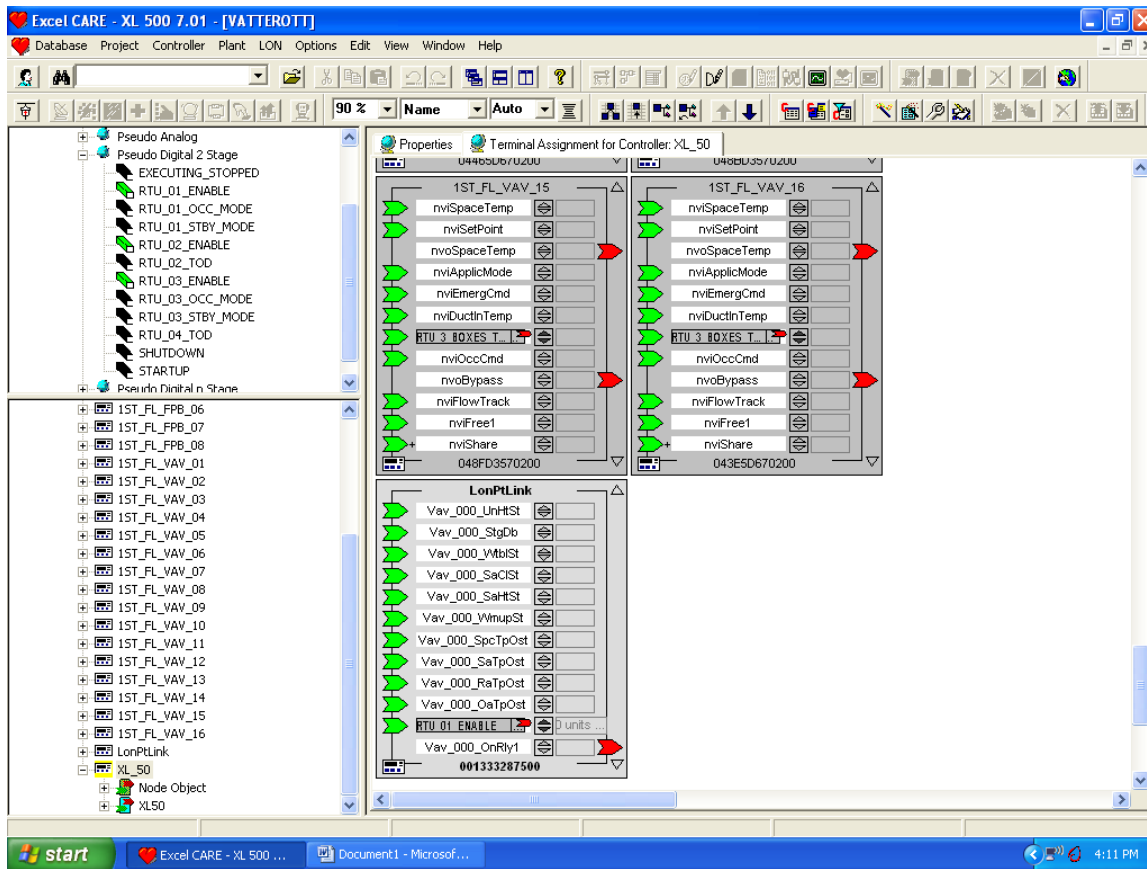 Excel CARE - XL 500 7.01 - [VATTEROTT]
Database Project Controller Plant LON Options Edit View Window Help
90 % Name Auto
Pseudo Analog
Pseudo Digital 2 Stage
EXECUTING_STOPPED
RTU_01_ENABLE
RTU_01_OCC_MODE
RTU_01_STBY_MODE
RTU_02_ENABLE
RTU_02_TOD
RTU_03_ENABLE
RTU_03_OCC_MODE
RTU_03_STBY_MODE
RTU_04_TOD
SHUTDOWN
STARTUP
Pseudo Digital n Stage
1ST_FL_FPB_06
1ST_FL_FPB_07
1ST_FL_FPB_08
1ST_FL_VAV_01
1ST_FL_VAV_02
1ST_FL_VAV_03
1ST_FL_VAV_04
1ST_FL_VAV_05
1ST_FL_VAV_06
1ST_FL_VAV_07
1ST_FL_VAV_08
1ST_FL_VAV_09
1ST_FL_VAV_10
1ST_FL_VAV_11
1ST_FL_VAV_12
1ST_FL_VAV_13
1ST_FL_VAV_14
1ST_FL_VAV_15
1ST_FL_VAV_16
LonPtLink
XL_50
Node Object
XL50
Properties Terminal Assignment for Controller: XL_50
04465D670200 048BD3570200
1ST_FL_VAV_15
nviSpaceTemp
nviSetPoint
nvoSpaceTemp
nviApplicMode
nviEmergCmd
nviDuctInTemp
RTU 3 BOXES T...
nviOccCmd
nvoBypass
nviFlowTrack
nviFree1
nviShare
048FD3570200
1ST_FL_VAV_16
nviSpaceTemp
nviSetPoint
nvoSpaceTemp
nviApplicMode
nviEmergCmd
nviDuctInTemp
RTU 3 BOXES T...
nviOccCmd
nvoBypass
nviFlowTrack
nviFree1
nviShare
043E5D670200
LonPtLink
Vav_000_UnHtSt
Vav_000_StgDb
Vav_000_WtblSt
Vav_000_SaClSt
Vav_000_SaHtSt
Vav_000_WmupSt
Vav_000_SpcTpOst
Vav_000_SaTpOst
Vav_000_RaTpOst
Vav_000_OaTpOst
RTU 01 ENABLE 0 units ...
Vav_000_OnRly1
001333287500
start Excel CARE - XL 500 ... Document1 - Microsof... 4:11 PM